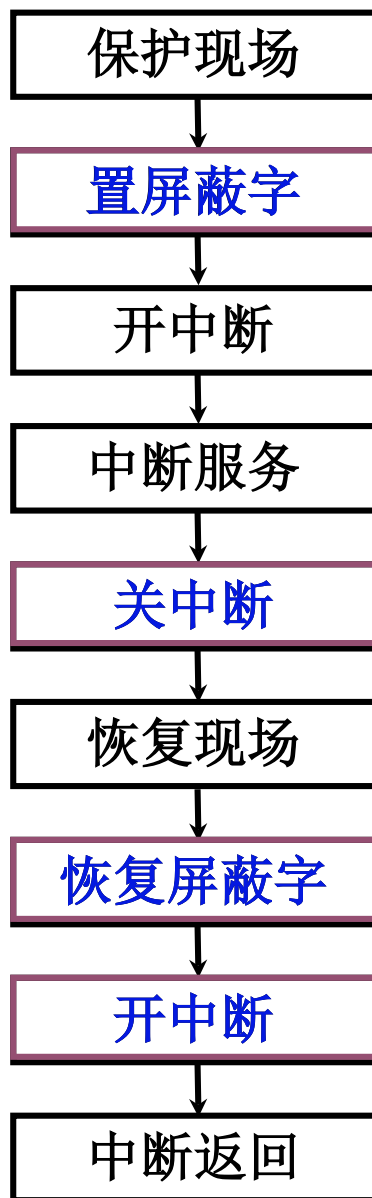 保护现场
置屏蔽字
开中断
中断服务
关中断
恢复现场
恢复屏蔽字
开中断
中断返回